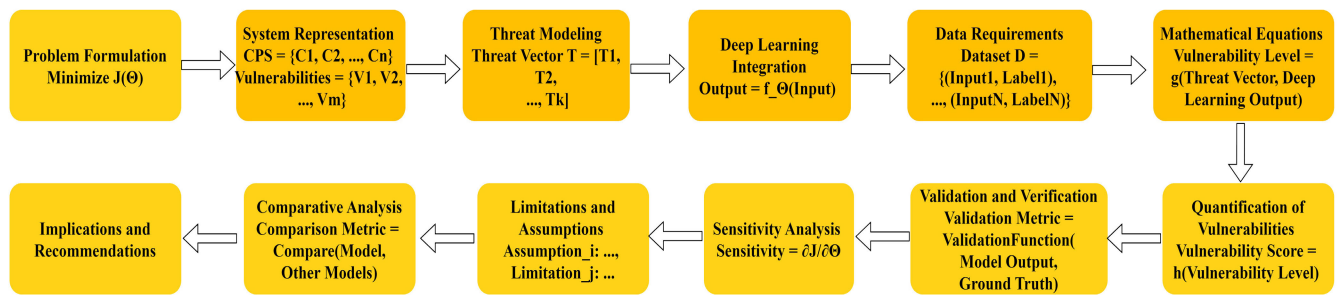 Problem Formulation
Minimize J(Θ)
System Representation
CPS = {C1, C2, ..., Cn}
Vulnerabilities = {V1, V2,
..., Vm}
Threat Modeling
Threat Vector T = [T1,
T2,
..., Tk]
Deep Learning
Integration
Output = f_Θ(Input)
Data Requirements
Dataset D =
{(Input1, Label1),
..., (InputN, LabelN)}
Mathematical Equations
Vulnerability Level =
g(Threat Vector, Deep
Learning Output)
Quantification of
Vulnerabilities
Vulnerability Score =
h(Vulnerability Level)
Validation and Verification
Validation Metric =
ValidationFunction(
Model Output,
Ground Truth)
Sensitivity Analysis
Sensitivity = ∂J/∂Θ
Limitations and
Assumptions
Assumption_i: ...,
Limitation_j: ...
Comparative Analysis
Comparison Metric =
Compare(Model,
Other Models)
Implications and
Recommendations